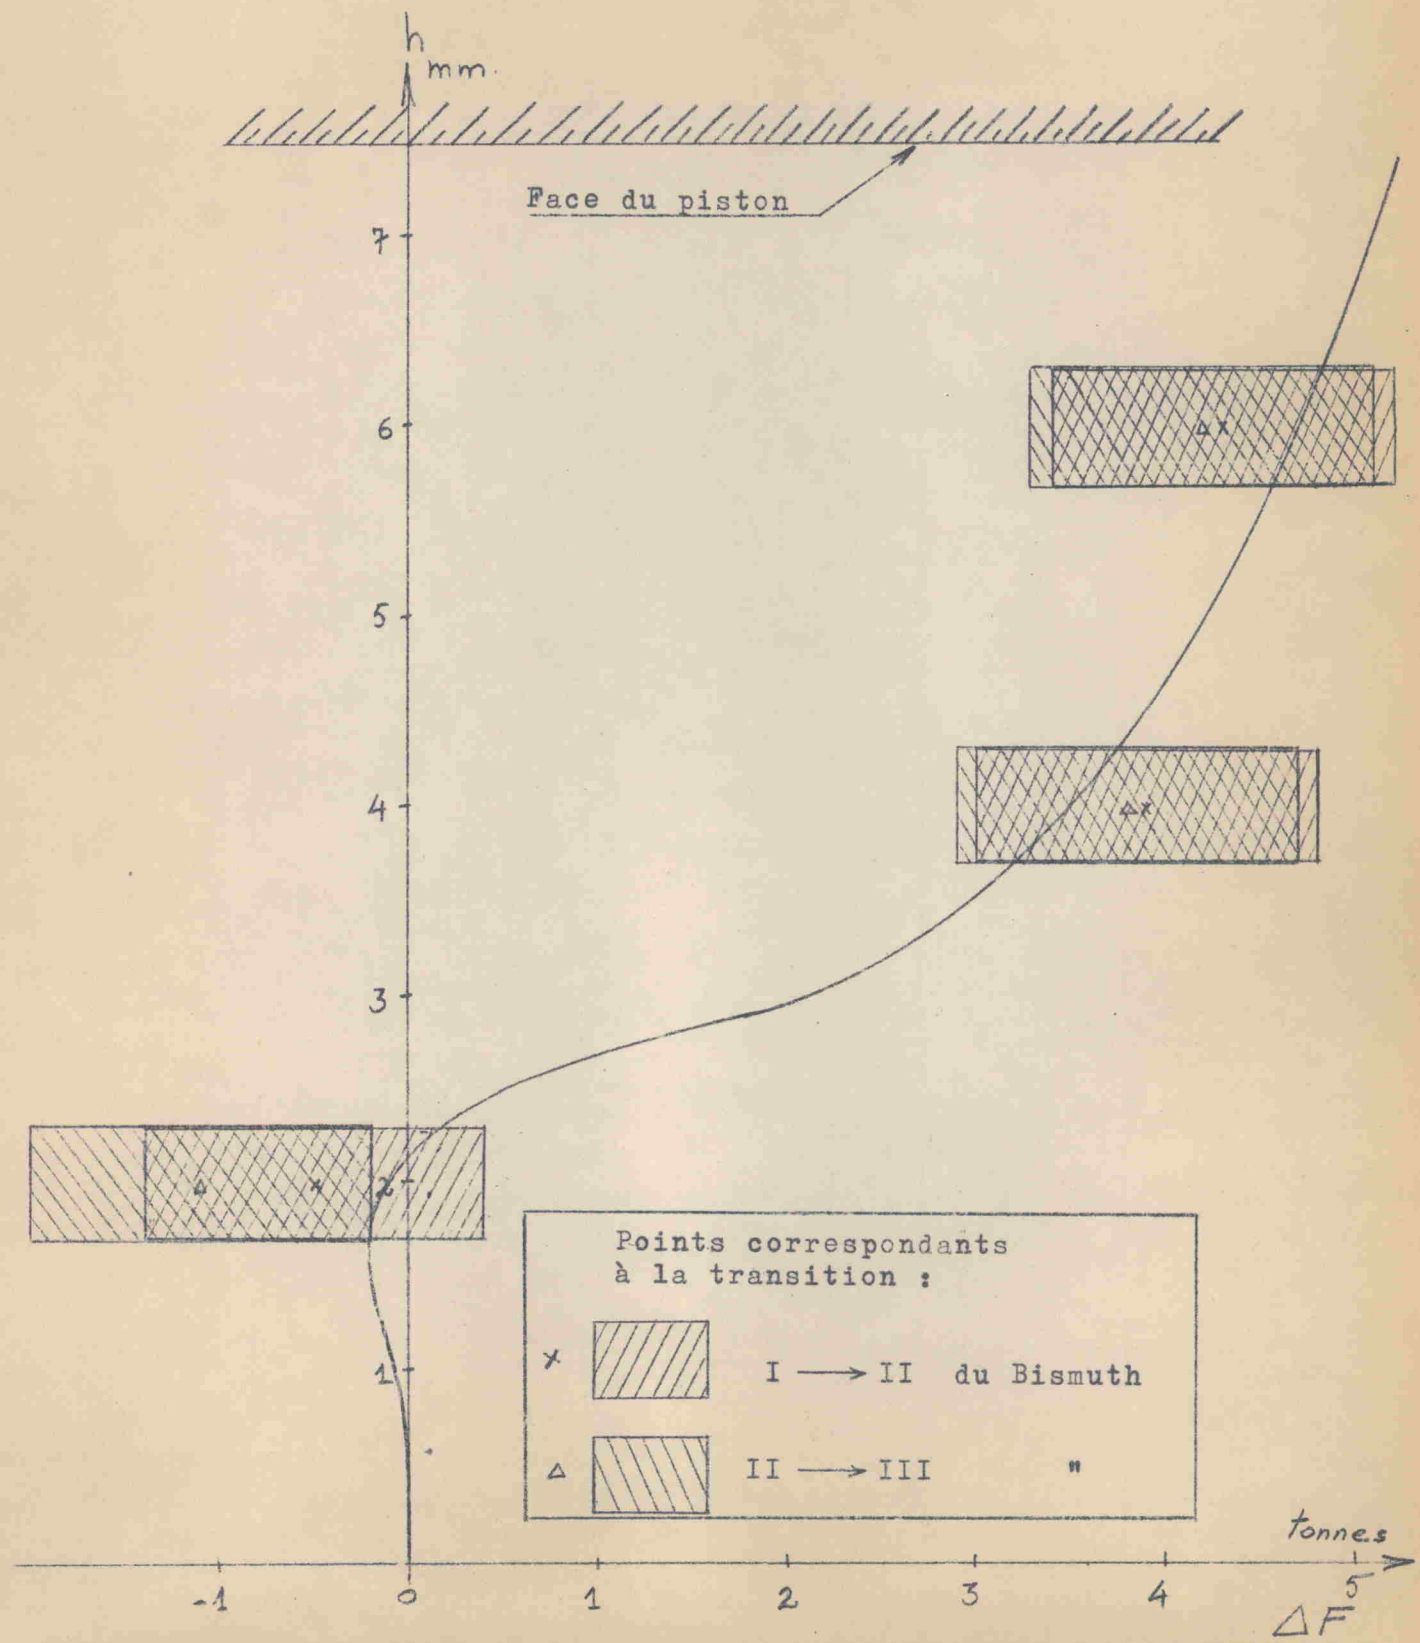 h
mm.
Face du piston
7
6
5
4
3
2
1
Points correspondants
à la transition :
x I ⟶ II du Bismuth
△ II ⟶ III "
tonnes
-1 0 1 2 3 4 5
ΔF